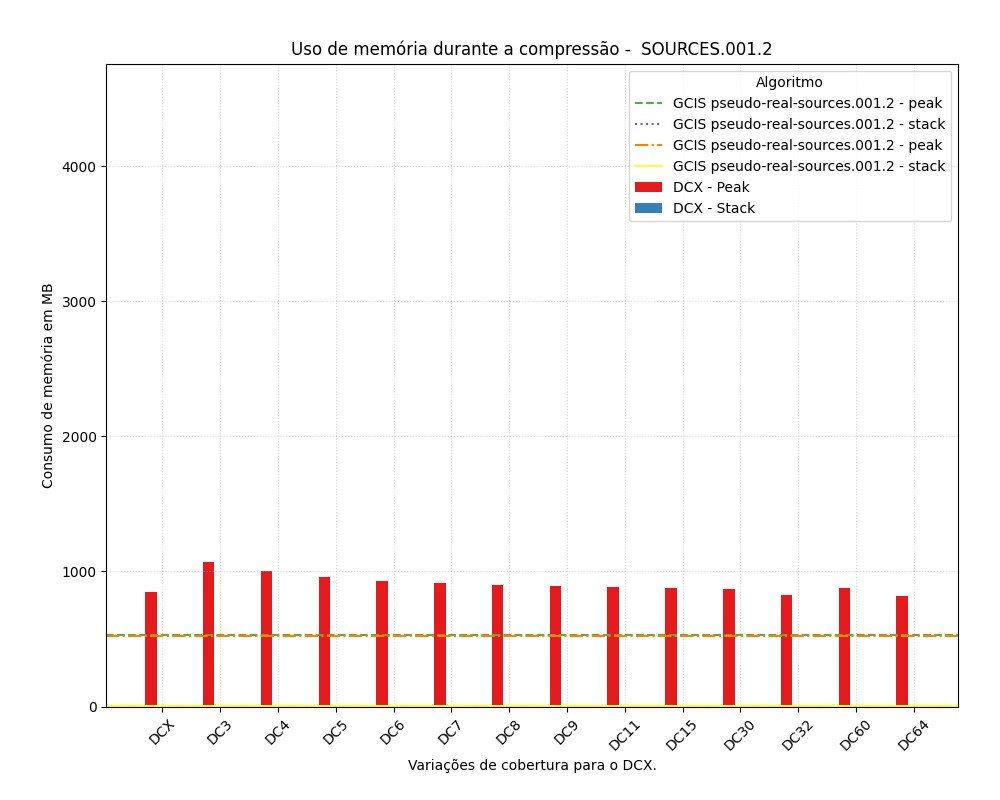 Uso de memória durante a compressão -  SOURCES.001.2
Algoritmo
GCIS pseudo-real-sources.001.2 - peak
GCIS pseudo-real-sources.001.2 - stack
GCIS pseudo-real-sources.001.2 - peak
GCIS pseudo-real-sources.001.2 - stack
DCX - Peak
DCX - Stack
Consumo de memória em MB
4000
3000
2000
1000
0
DCX
DC3
DC4
DC5
DC6
DC7
DC8
DC9
DC11
DC15
DC30
DC32
DC60
DC64
Variações de cobertura para o DCX.